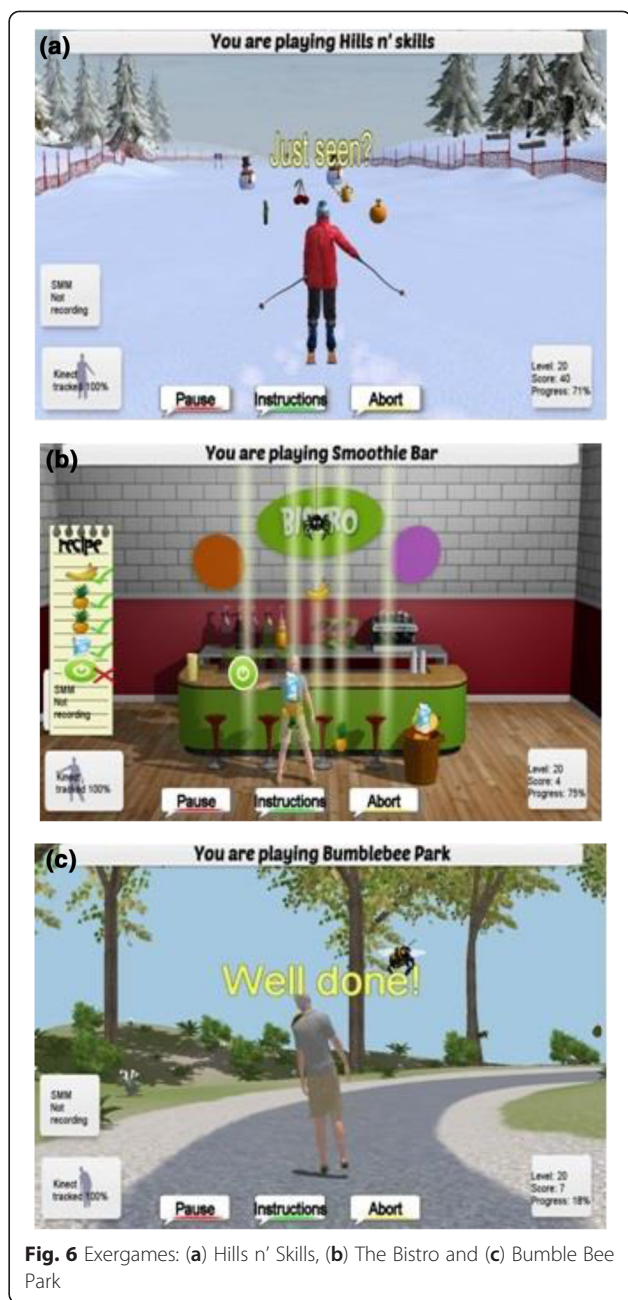 (a)
You are playing Hills n' skills
Just seen?
SMM
Not
recording
Kinect
tracked 100%
Pause
Instructions
Abort
Level: 20
Score: 40
Progress: 71%
(b)
You are playing Smoothie Bar
BISTRO
recipe
SMM
Not
recording
Kinect
tracked 100%
Pause
Instructions
Abort
Level: 20
Score: 4
Progress: 75%
(c)
You are playing Bumblebee Park
Well done!
SMM
Not
recording
Kinect
tracked 100%
Pause
Instructions
Abort
Level: 20
Score: 7
Progress: 18%
Fig. 6 Exergames: (a) Hills n' Skills, (b) The Bistro and (c) Bumble Bee
Park